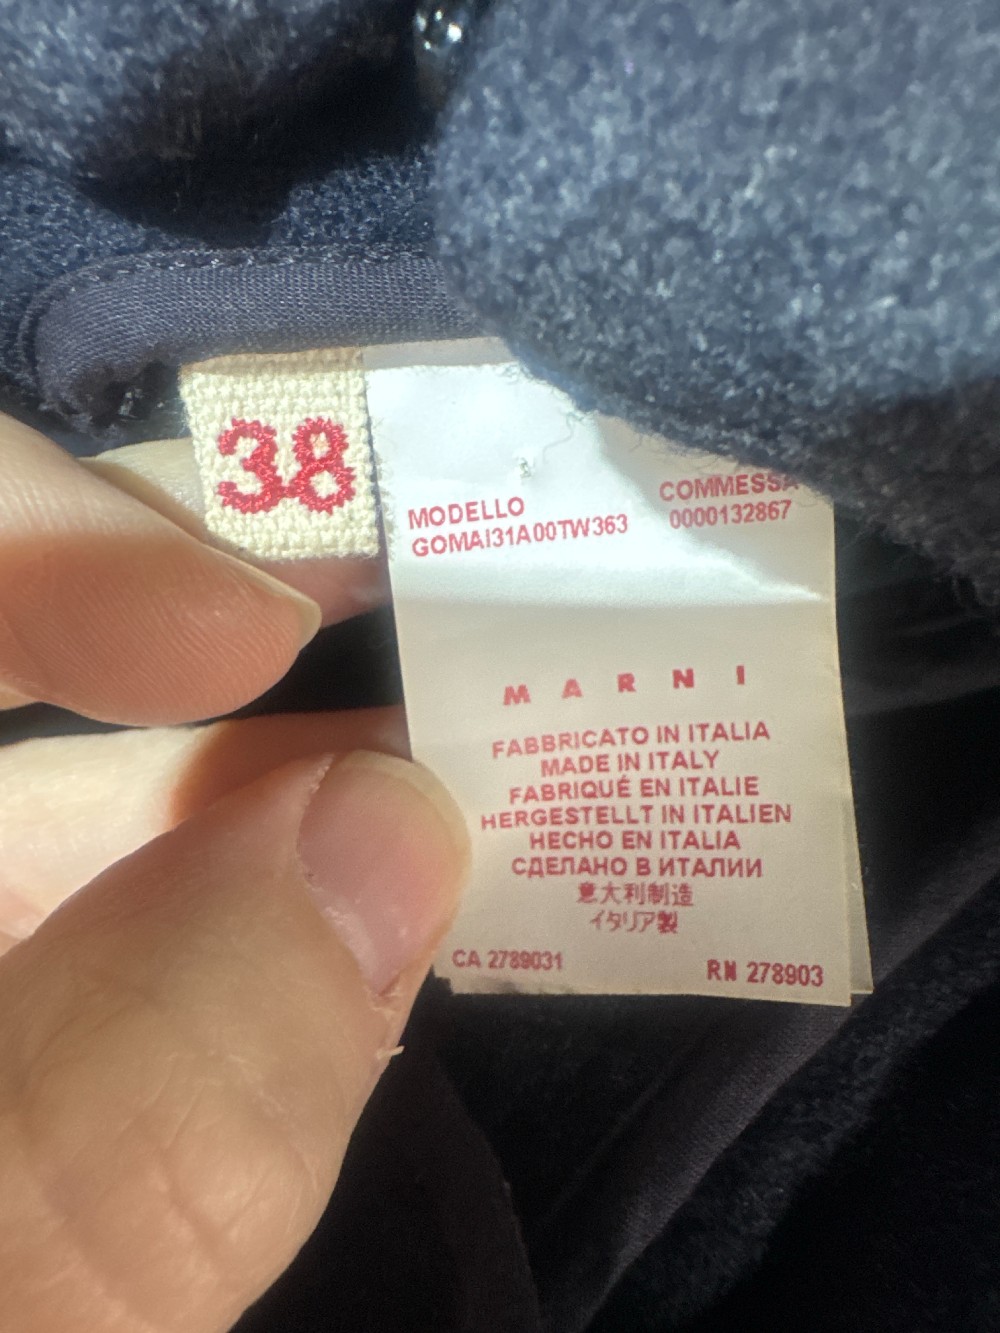 38
MODELLO
GOMAI31A00TW363
COMMESSA
0000132867
MARNI
FABBRICATO IN ITALIA
MADE IN ITALY
FABRIQUÉ EN ITALIE
HERGESTELLT IN ITALIEN
HECHO EN ITALIA
СДЕЛАНО В ИТАЛИИ
意大利制造
イタリア製
CA 2789031
RN 278903